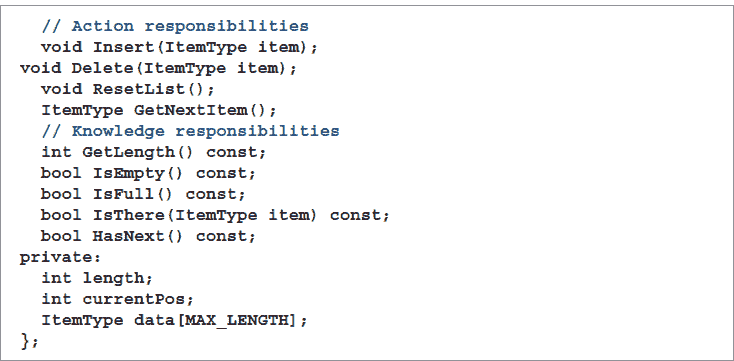 // Action responsibilities
void Insert(ItemType item);
void Delete(ItemType item);
void ResetList();
ItemType GetNextItem();
// Knowledge responsibilities
int GetLength() const;
bool IsEmpty() const;
bool IsFull() const;
bool IsThere(ItemType item) const;
bool HasNext() const;
private:
int length;
int currentPos;
ItemType data[MAX_LENGTH];
};